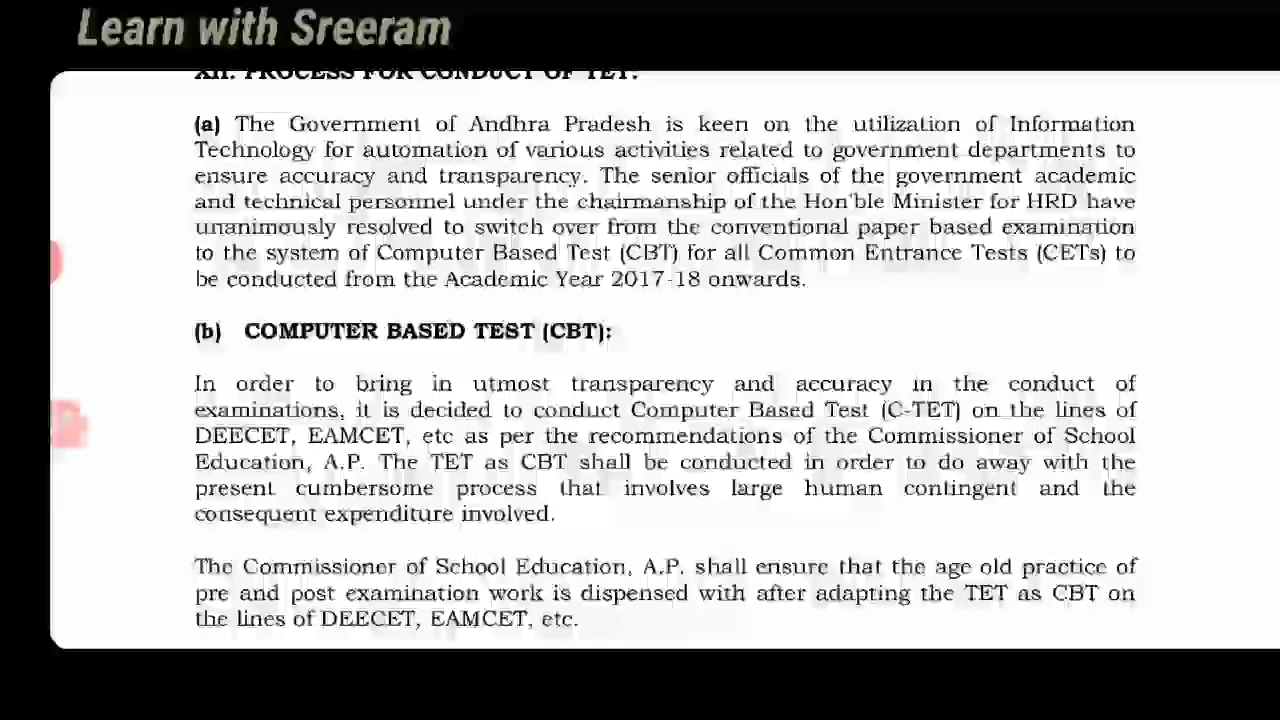 Learn with Sreeram
XII. PROCESS FOR CONDUCT OF TET:
(a) The Government of Andhra Pradesh is keen on the utilization of Information
Technology for automation of various activities related to government departments to
ensure accuracy and transparency. The senior officials of the government academic
and technical personnel under the chairmanship of the Hon'ble Minister for HRD have
unanimously resolved to switch over from the conventional paper based examination
to the system of Computer Based Test (CBT) for all Common Entrance Tests (CETs) to
be conducted from the Academic Year 2017-18 onwards.
(b) COMPUTER BASED TEST (CBT):
In order to bring in utmost transparency and accuracy in the conduct of
examinations, it is decided to conduct Computer Based Test (C-TET) on the lines of
DEECET, EAMCET, etc as per the recommendations of the Commissioner of School
Education, A.P. The TET as CBT shall be conducted in order to do away with the
present cumbersome process that involves large human contingent and the
consequent expenditure involved.
The Commissioner of School Education, A.P. shall ensure that the age old practice of
pre and post examination work is dispensed with after adapting the TET as CBT on
the lines of DEECET, EAMCET, etc.